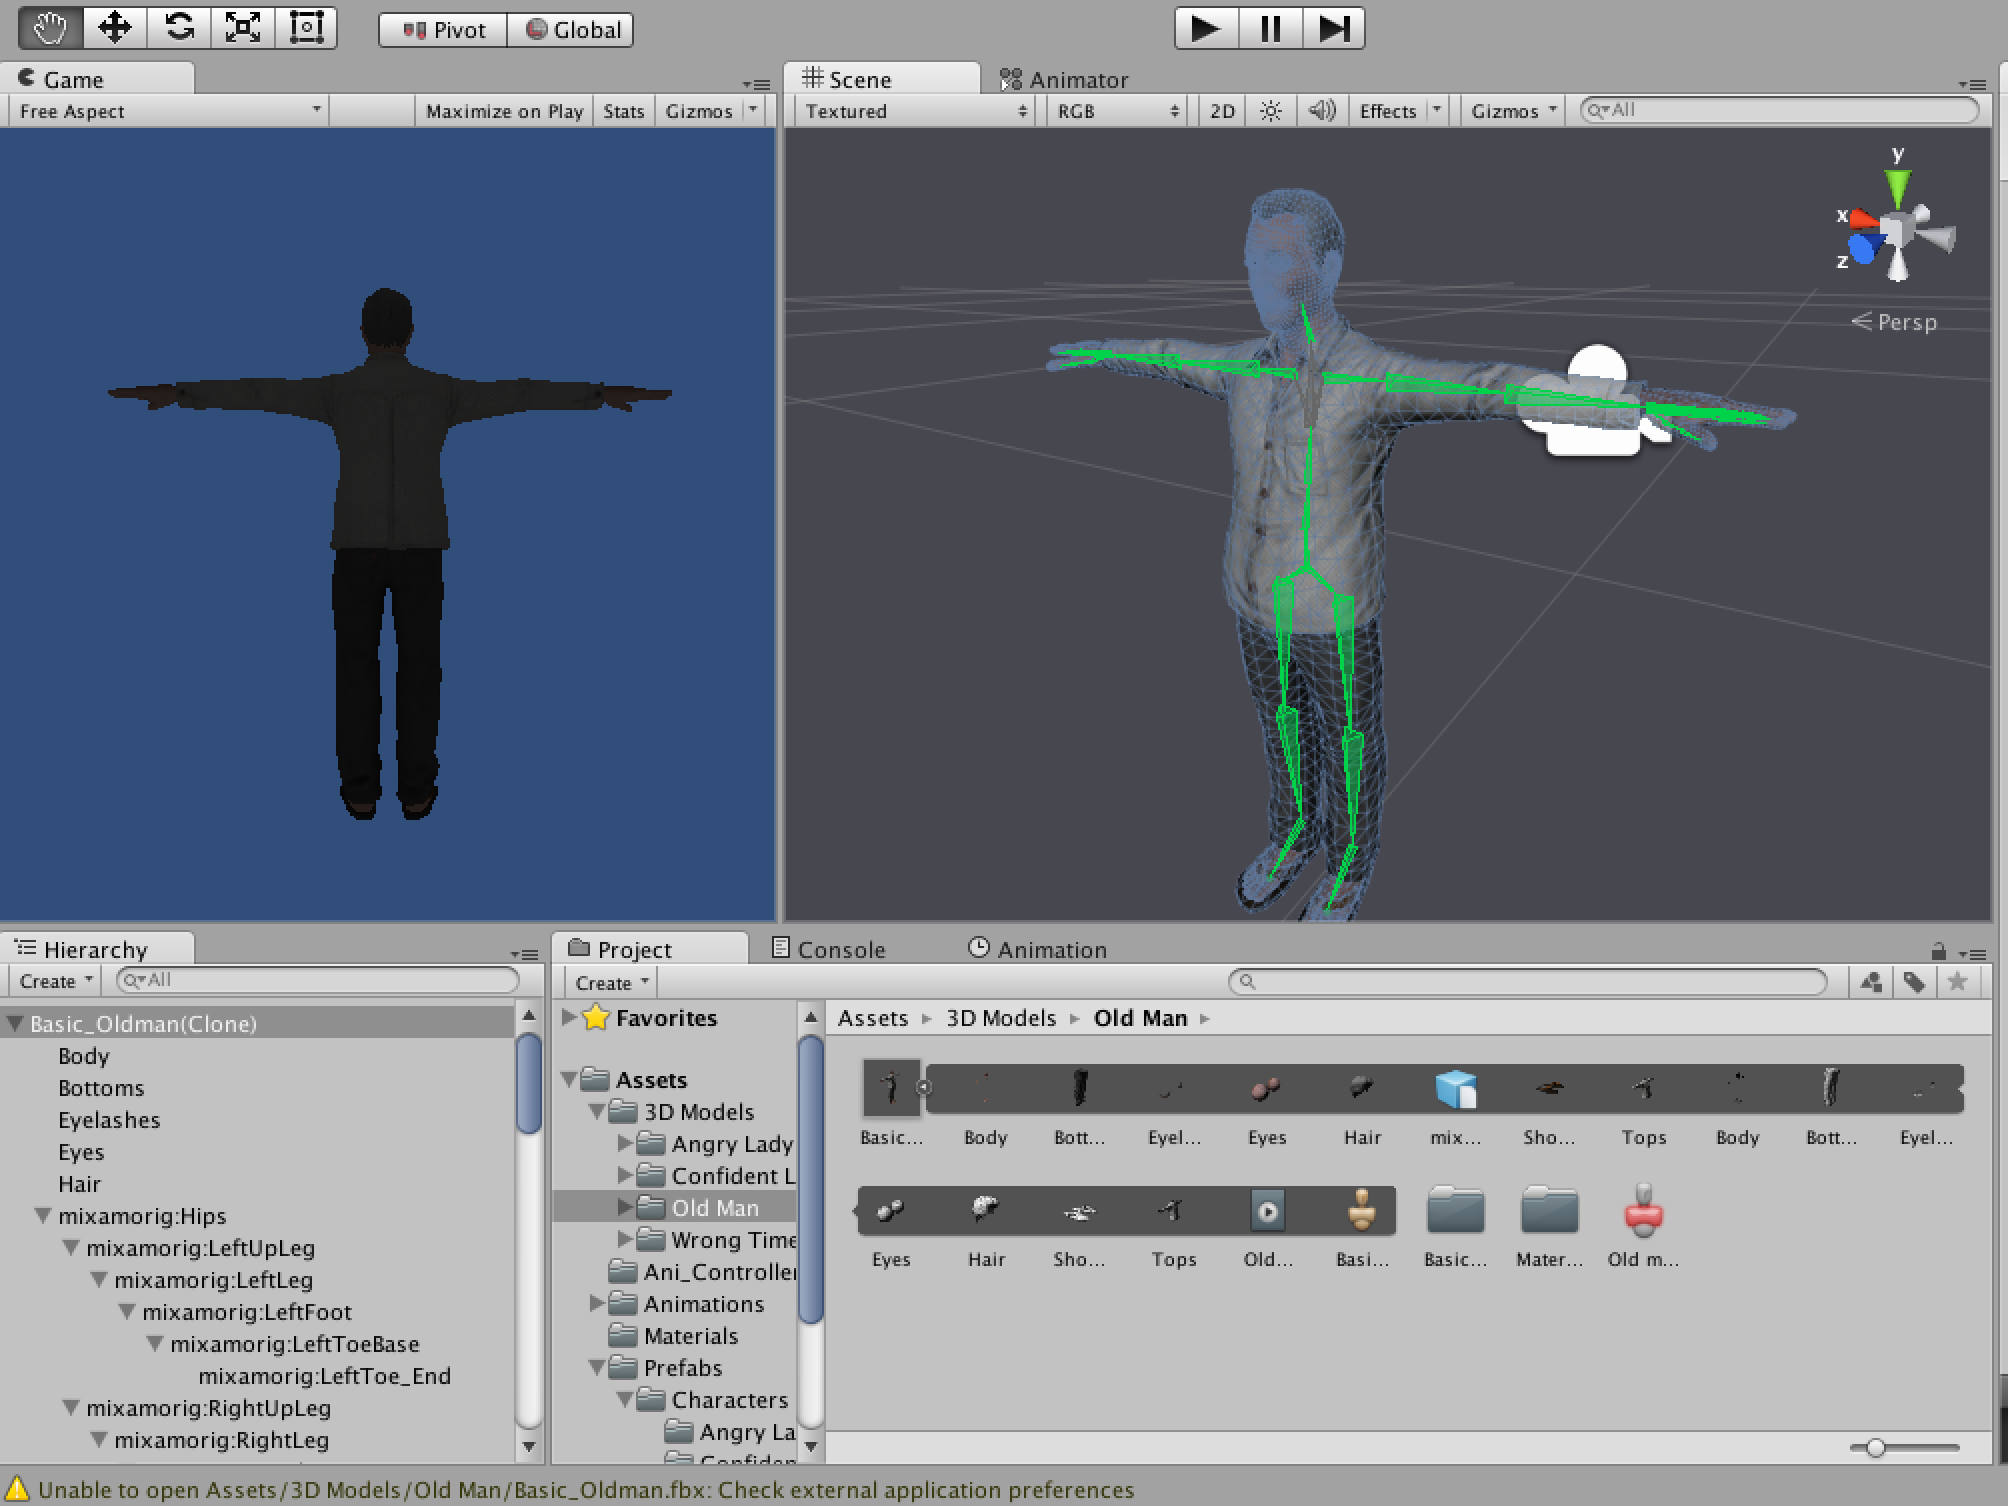 Pivot Global
Game
Free Aspect Maximize on Play Stats Gizmos
Scene Animator
Textured RGB 2D Effects Gizmos All
y
x
z
Persp
Hierarchy
Create All
Basic_Oldman(Clone)
Body
Bottoms
Eyelashes
Eyes
Hair
mixamorig:Hips
mixamorig:LeftUpLeg
mixamorig:LeftLeg
mixamorig:LeftFoot
mixamorig:LeftToeBase
mixamorig:LeftToe_End
mixamorig:RightUpLeg
mixamorig:RightLeg
Project Console Animation
Create
Favorites
Assets
3D Models
Angry Lady
Confident L
Old Man
Wrong Time
Ani_Controller
Animations
Materials
Prefabs
Characters
Angry La
Confiden
Assets 3D Models Old Man
Basic... Body Bott... Eyel... Eyes Hair mix... Sho... Tops Body Bott... Eyel...
Eyes Hair Sho... Tops Old... Basi... Basic... Mater... Old m...
Unable to open Assets/3D Models/Old Man/Basic_Oldman.fbx: Check external application preferences